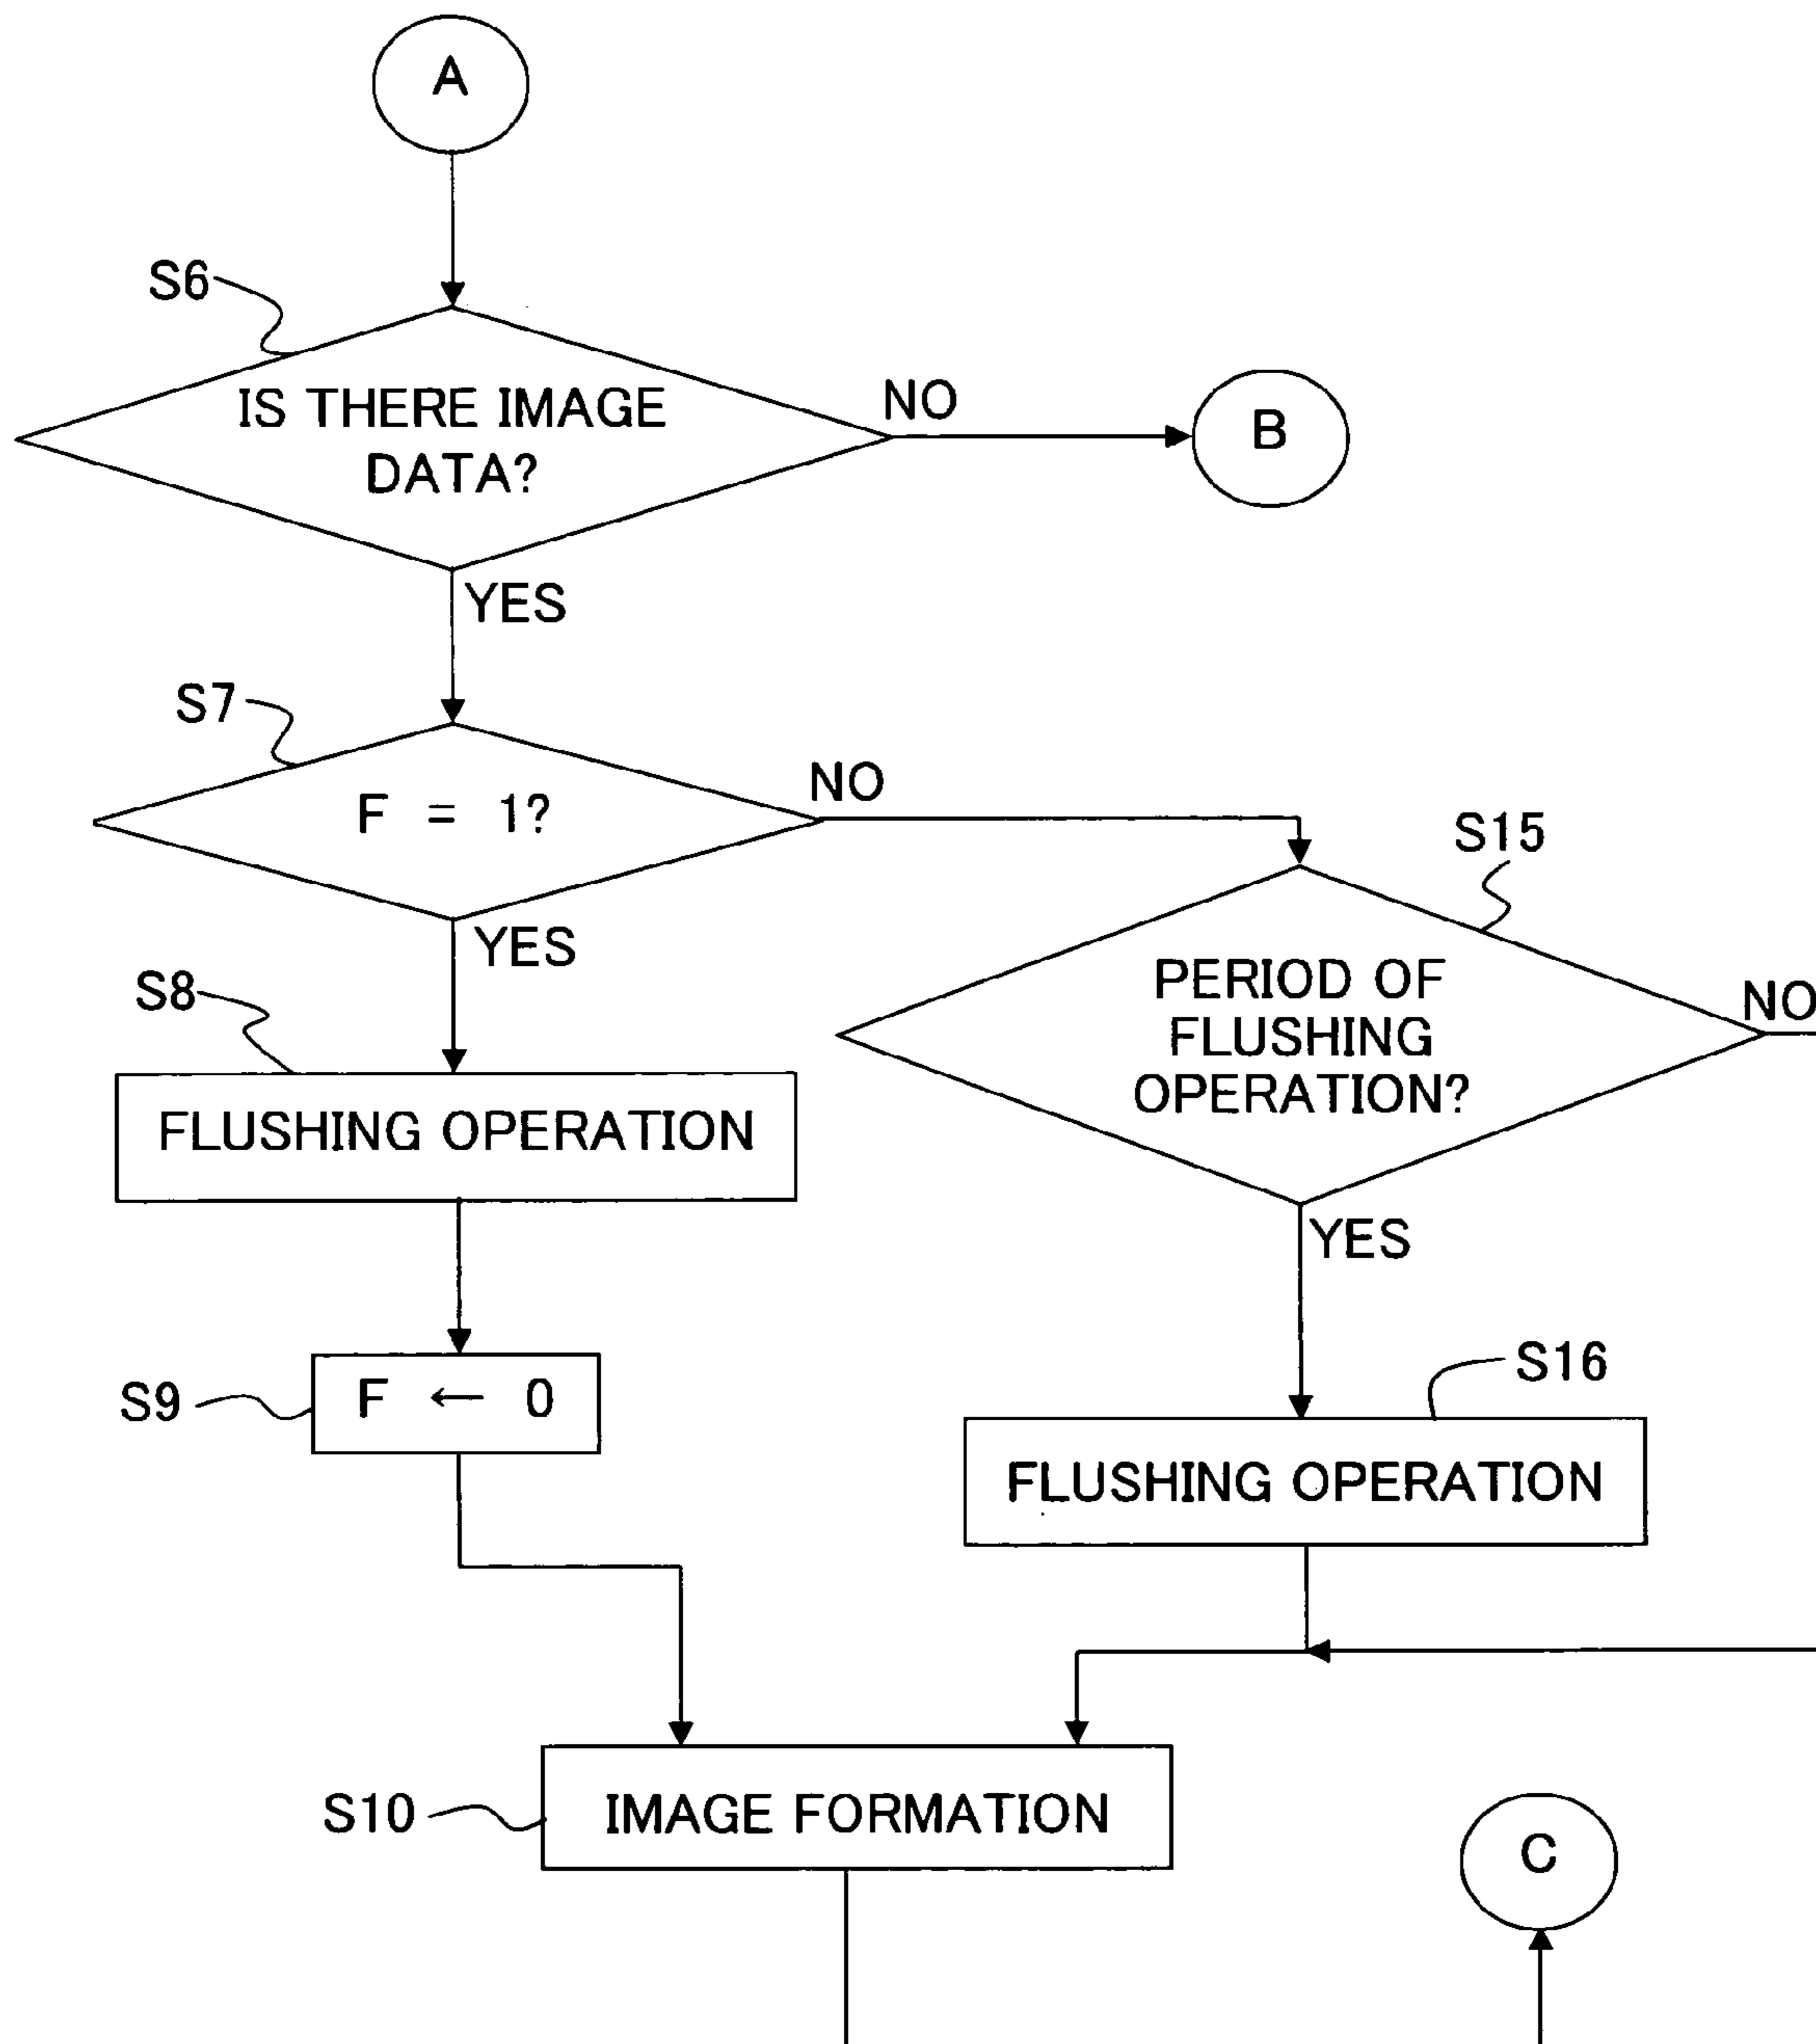 A
S6
IS THERE IMAGE
DATA?
NO
B
YES
S7
F = 1?
NO
S15
YES
PERIOD OF
FLUSHING
OPERATION?
NO
S8
FLUSHING OPERATION
YES
S9
F ← 0
S16
FLUSHING OPERATION
S10
IMAGE FORMATION
C